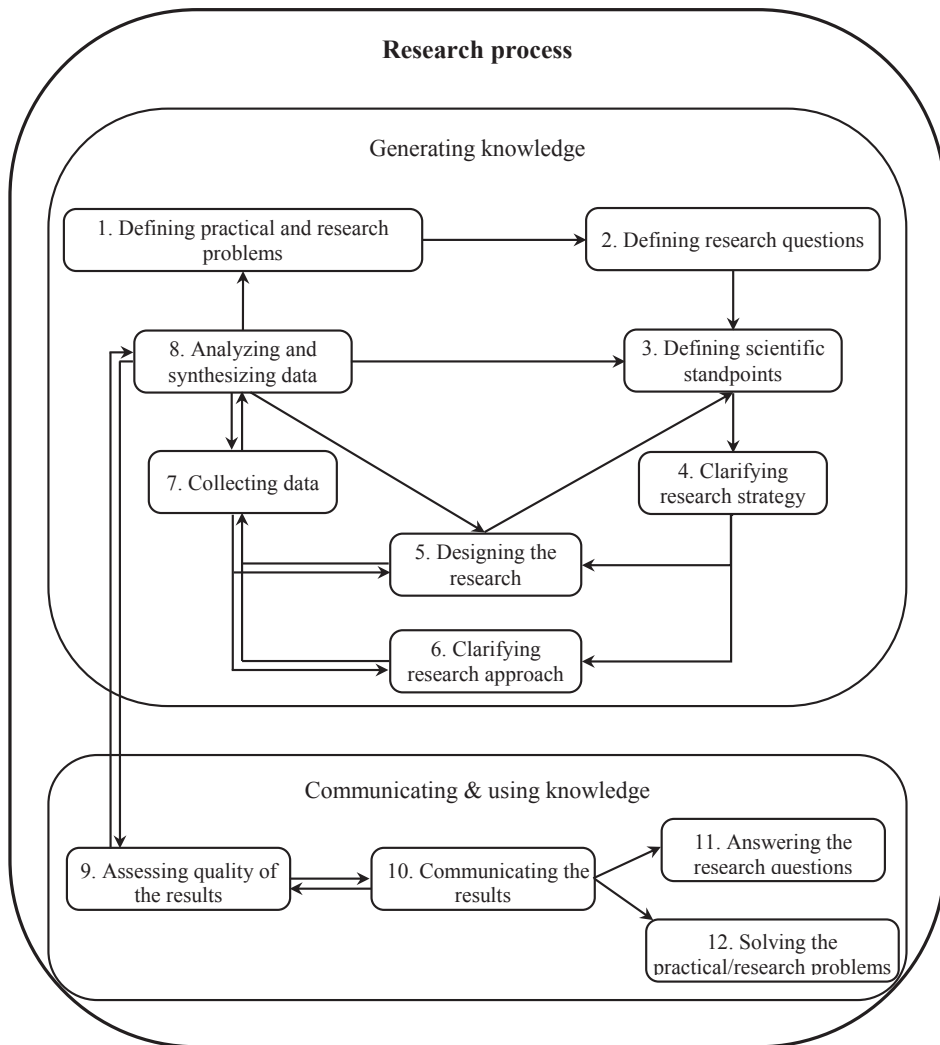 Research process
Generating knowledge
1. Defining practical and research
problems
2. Defining research questions
8. Analyzing and
synthesizing data
3. Defining scientific
standpoints
7. Collecting data
4. Clarifying
research strategy
5. Designing the
research
6. Clarifying
research approach
Communicating & using knowledge
9. Assessing quality of
the results
10. Communicating the
results
11. Answering the
research questions
12. Solving the
practical/research problems